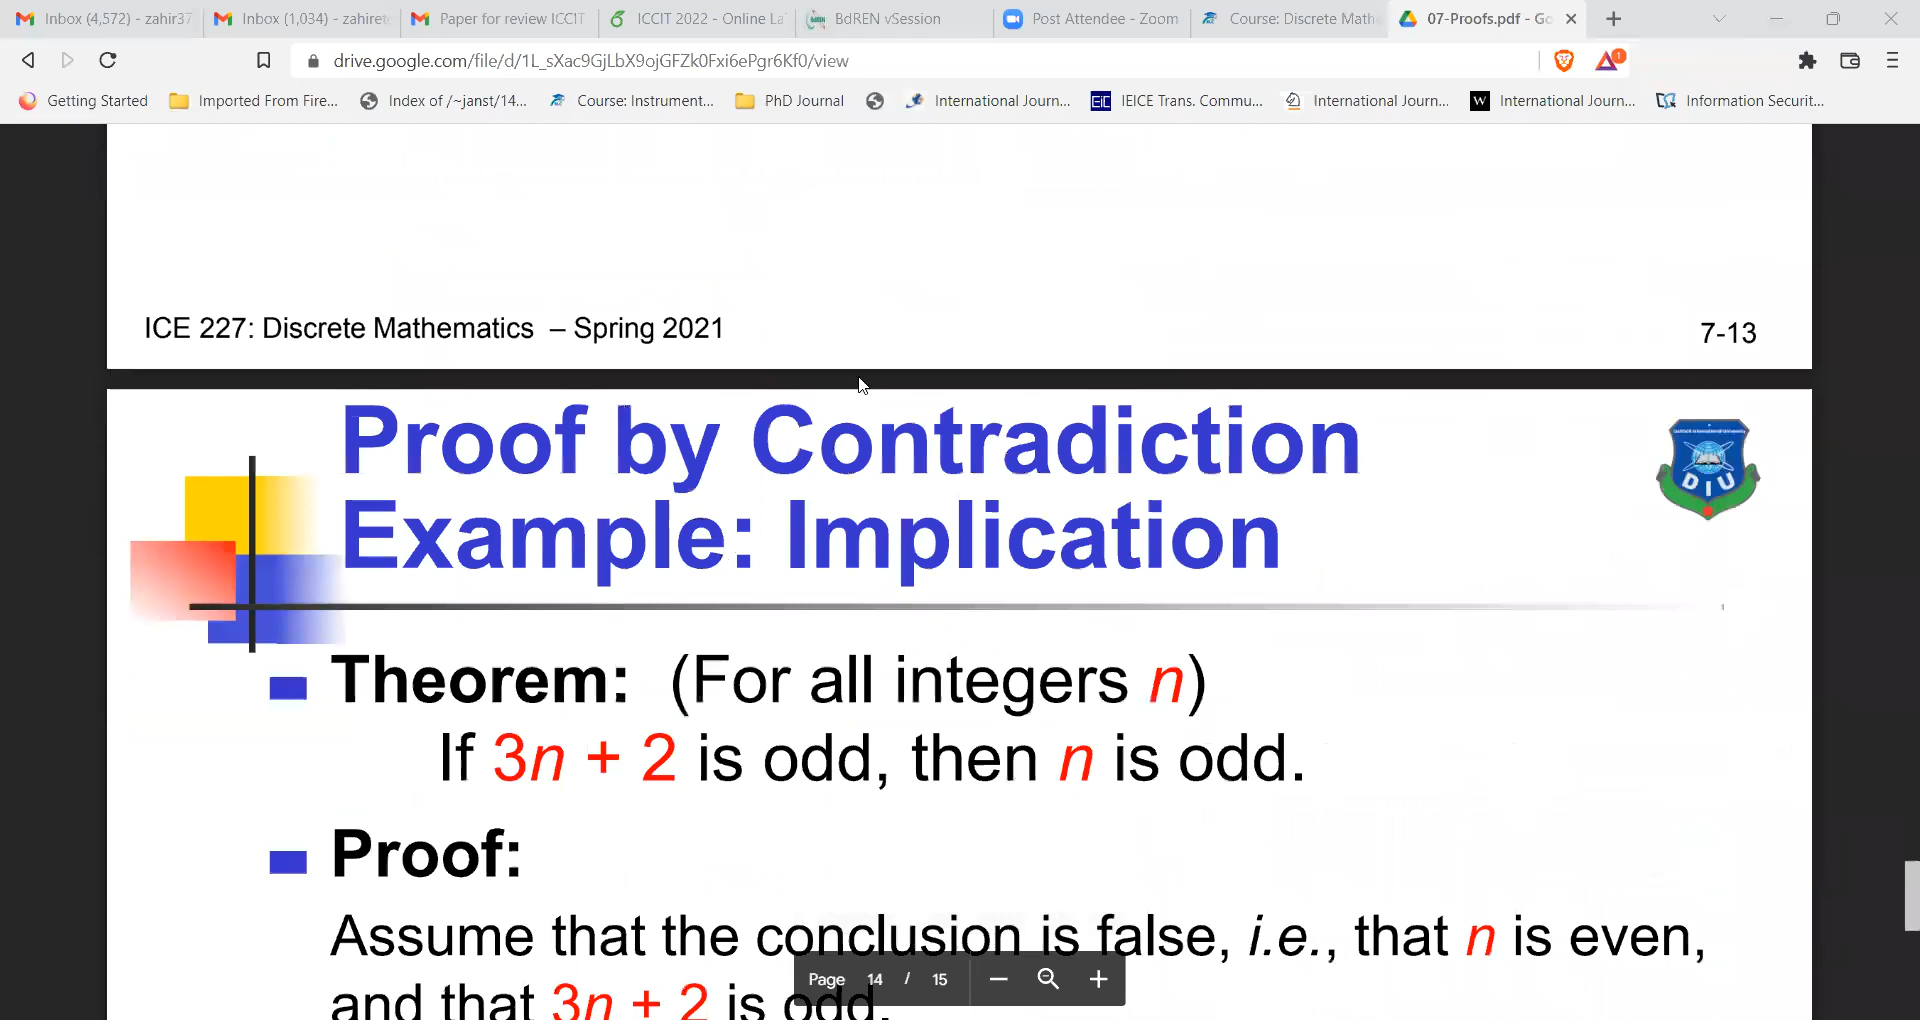 Inbox (4,572) - zahir37
Inbox (1,034) - zahirete
Paper for review ICCIT
ICCIT 2022 - Online La
BdREN vSession
Post Attendee - Zoom
Course: Discrete Math
07-Proofs.pdf - Go
drive.google.com/file/d/1L_sXac9GjLbX9ojGFZk0Fxi6ePgr6Kf0/view
1
Getting Started
Imported From Fire...
Index of /~janst/14...
Course: Instrument...
PhD Journal
International Journ...
EiC IEICE Trans. Commu...
International Journ...
W International Journ...
Information Securit...
ICE 227: Discrete Mathematics – Spring 2021
7-13
Proof by Contradiction
Example: Implication
DIU
Theorem: (For all integers n)
If 3n + 2 is odd, then n is odd.
Proof:
Assume that the conclusion is false, i.e., that n is even,
and that 3n + 2 is odd.
Page 14 / 15